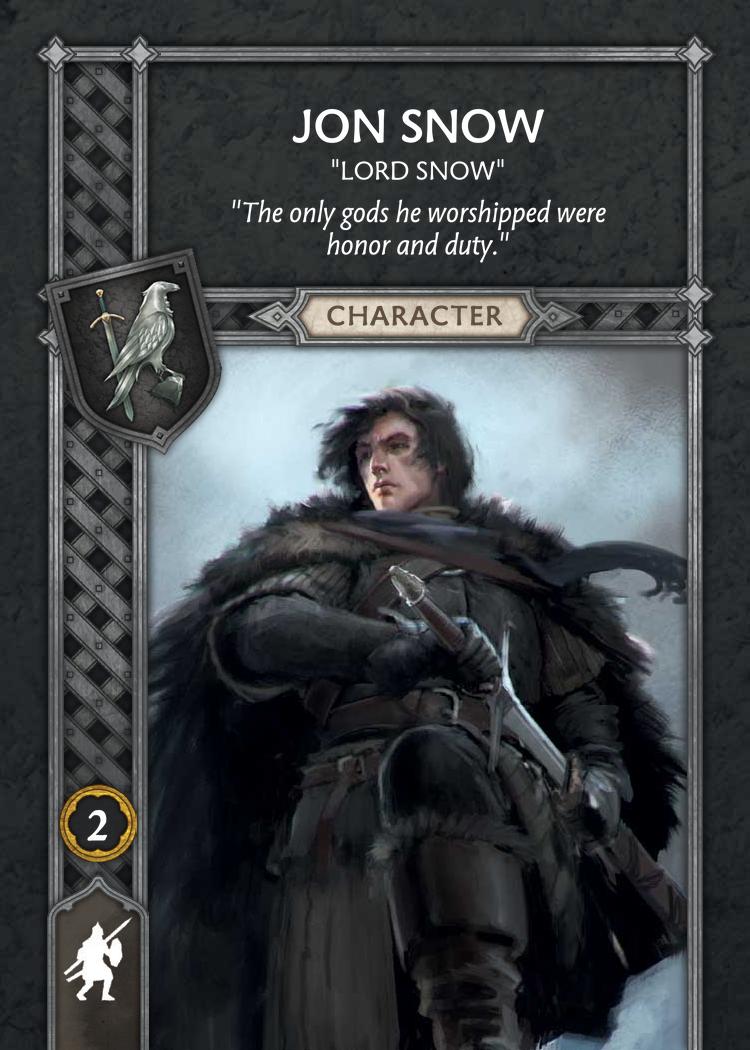 JON SNOW
"LORD SNOW"
"The only gods he worshipped were
honor and duty."
CHARACTER
2